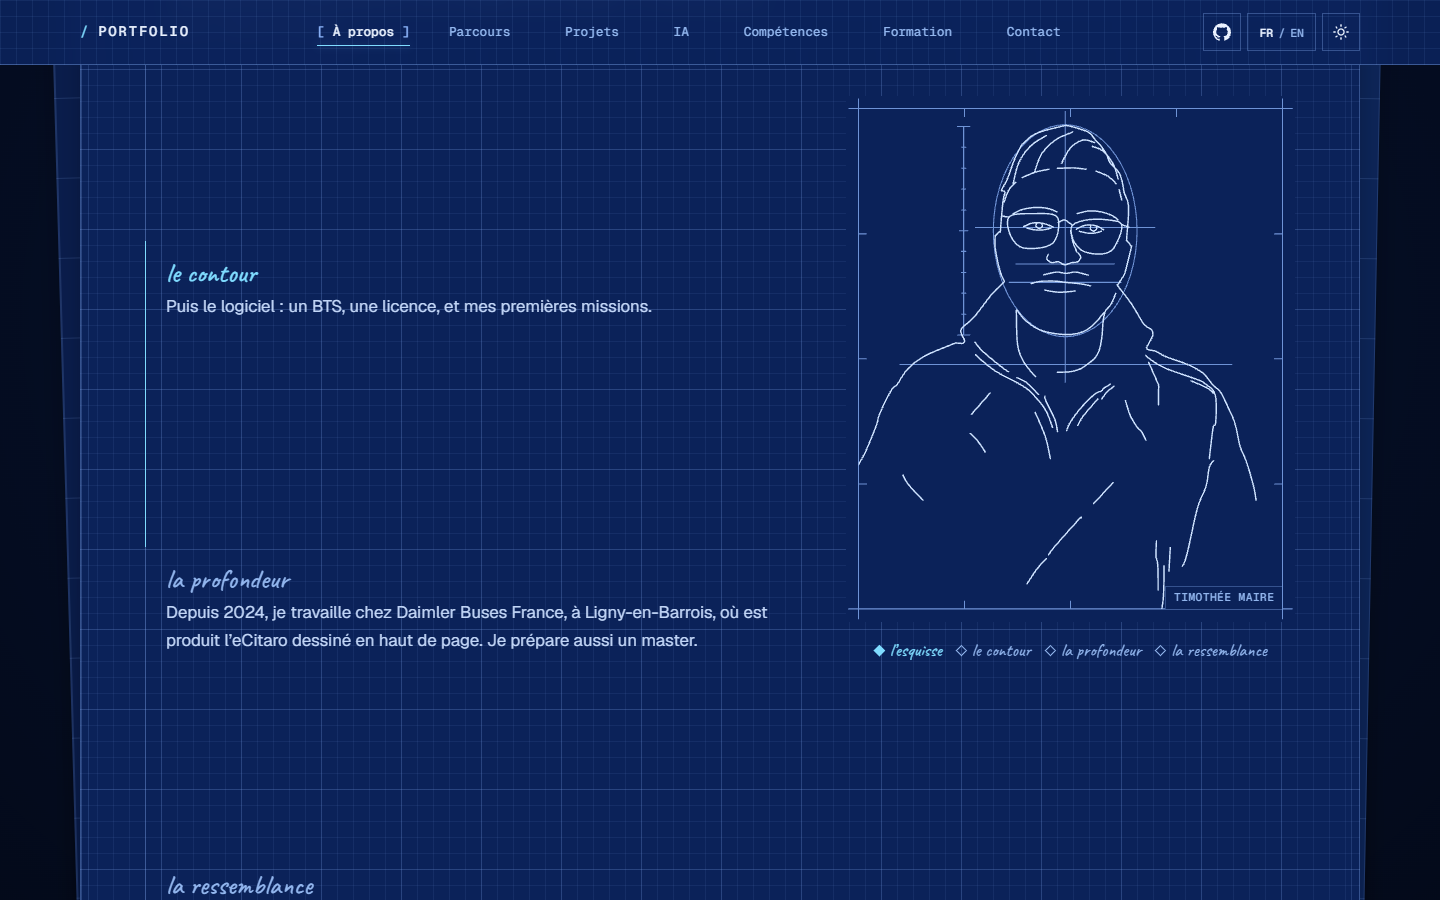 / PORTFOLIO
[ À propos ]
Parcours
Projets
IA
Compétences
Formation
Contact
FR / EN
le contour
Puis le logiciel : un BTS, une licence, et mes premières missions.
la profondeur
Depuis 2024, je travaille chez Daimler Buses France, à Ligny-en-Barrois, où est
produit l’eCitaro dessiné en haut de page. Je prépare aussi un master.
TIMOTHÉE MAIRE
l'esquisse
le contour
la profondeur
la ressemblance
la ressemblance